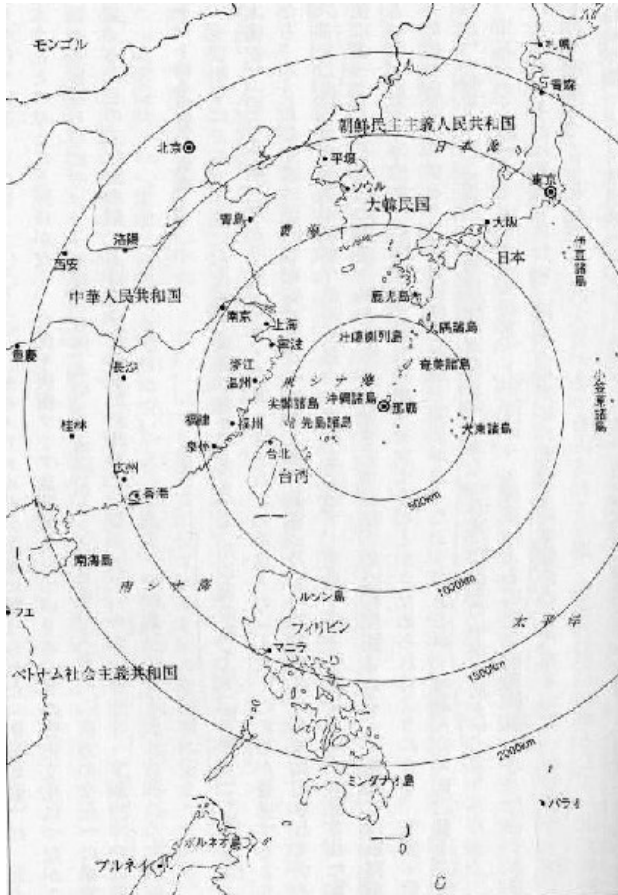 モンゴル
札幌
青森
朝鮮民主主義人民共和国
北京
日本海
平壌
ソウル
東京
大韓民国
青島
大阪
黄海
洛陽
日本
伊豆諸島
西安
中華人民共和国
鹿児島
南京
上海
大隅諸島
寧波
吐噶喇列島
重慶
浙江
奄美諸島
長沙
温州
東シナ海
小笠原諸島
尖閣諸島
沖縄諸島
那覇
桂林
福建
福州
先島諸島
大東諸島
泉州
台北
広州
台湾
香港
500km
南海島
南シナ海
1000km
ルソン島
フエ
フィリピン
太平洋
マニラ
1500km
ベトナム社会主義共和国
2000km
ミンダナオ島
パラオ
ボルネオ島
ブルネイ